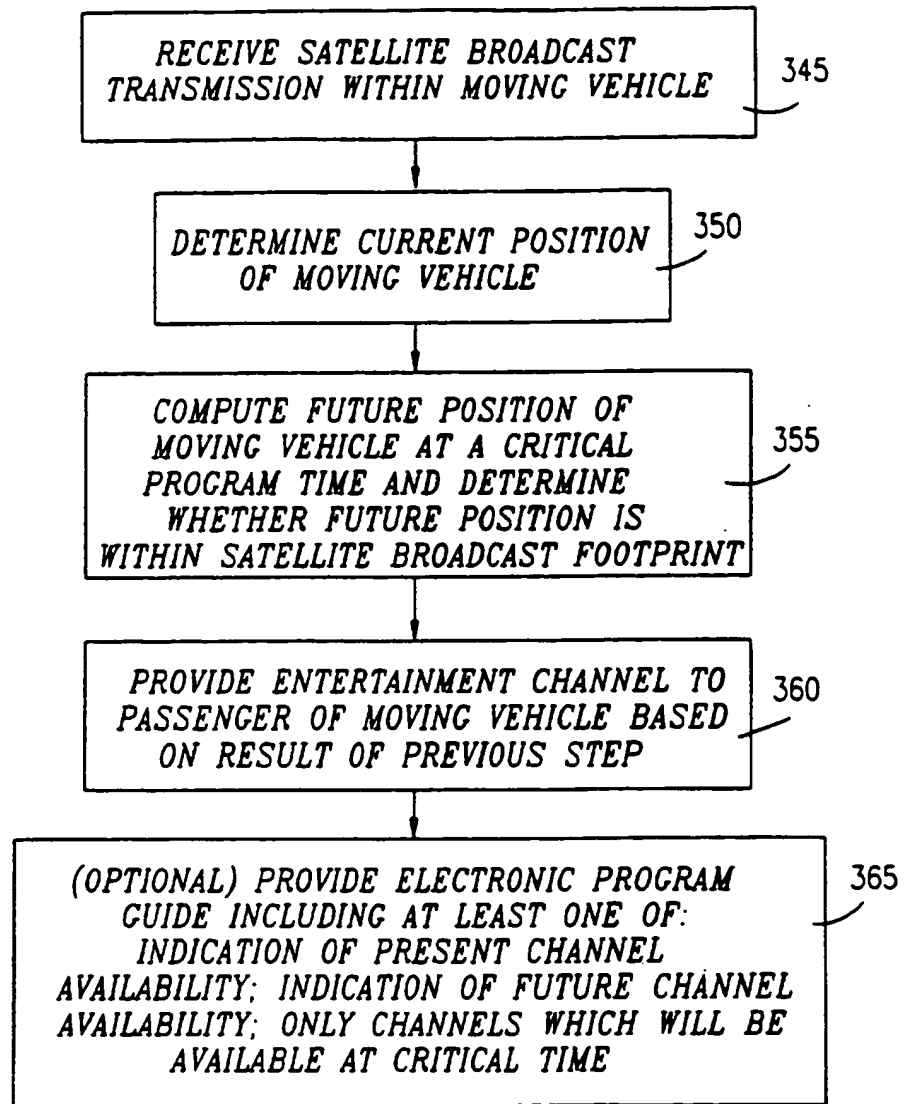 RECEIVE SATELLITE BROADCAST
TRANSMISSION WITHIN MOVING VEHICLE
345
DETERMINE CURRENT POSITION
OF MOVING VEHICLE
350
COMPUTE FUTURE POSITION OF
MOVING VEHICLE AT A CRITICAL
PROGRAM TIME AND DETERMINE
WHETHER FUTURE POSITION IS
WITHIN SATELLITE BROADCAST FOOTPRINT
355
PROVIDE ENTERTAINMENT CHANNEL TO
PASSENGER OF MOVING VEHICLE BASED
ON RESULT OF PREVIOUS STEP
360
(OPTIONAL) PROVIDE ELECTRONIC PROGRAM
GUIDE INCLUDING AT LEAST ONE OF:
INDICATION OF PRESENT CHANNEL
AVAILABILITY; INDICATION OF FUTURE CHANNEL
AVAILABILITY; ONLY CHANNELS WHICH WILL BE
AVAILABLE AT CRITICAL TIME
365